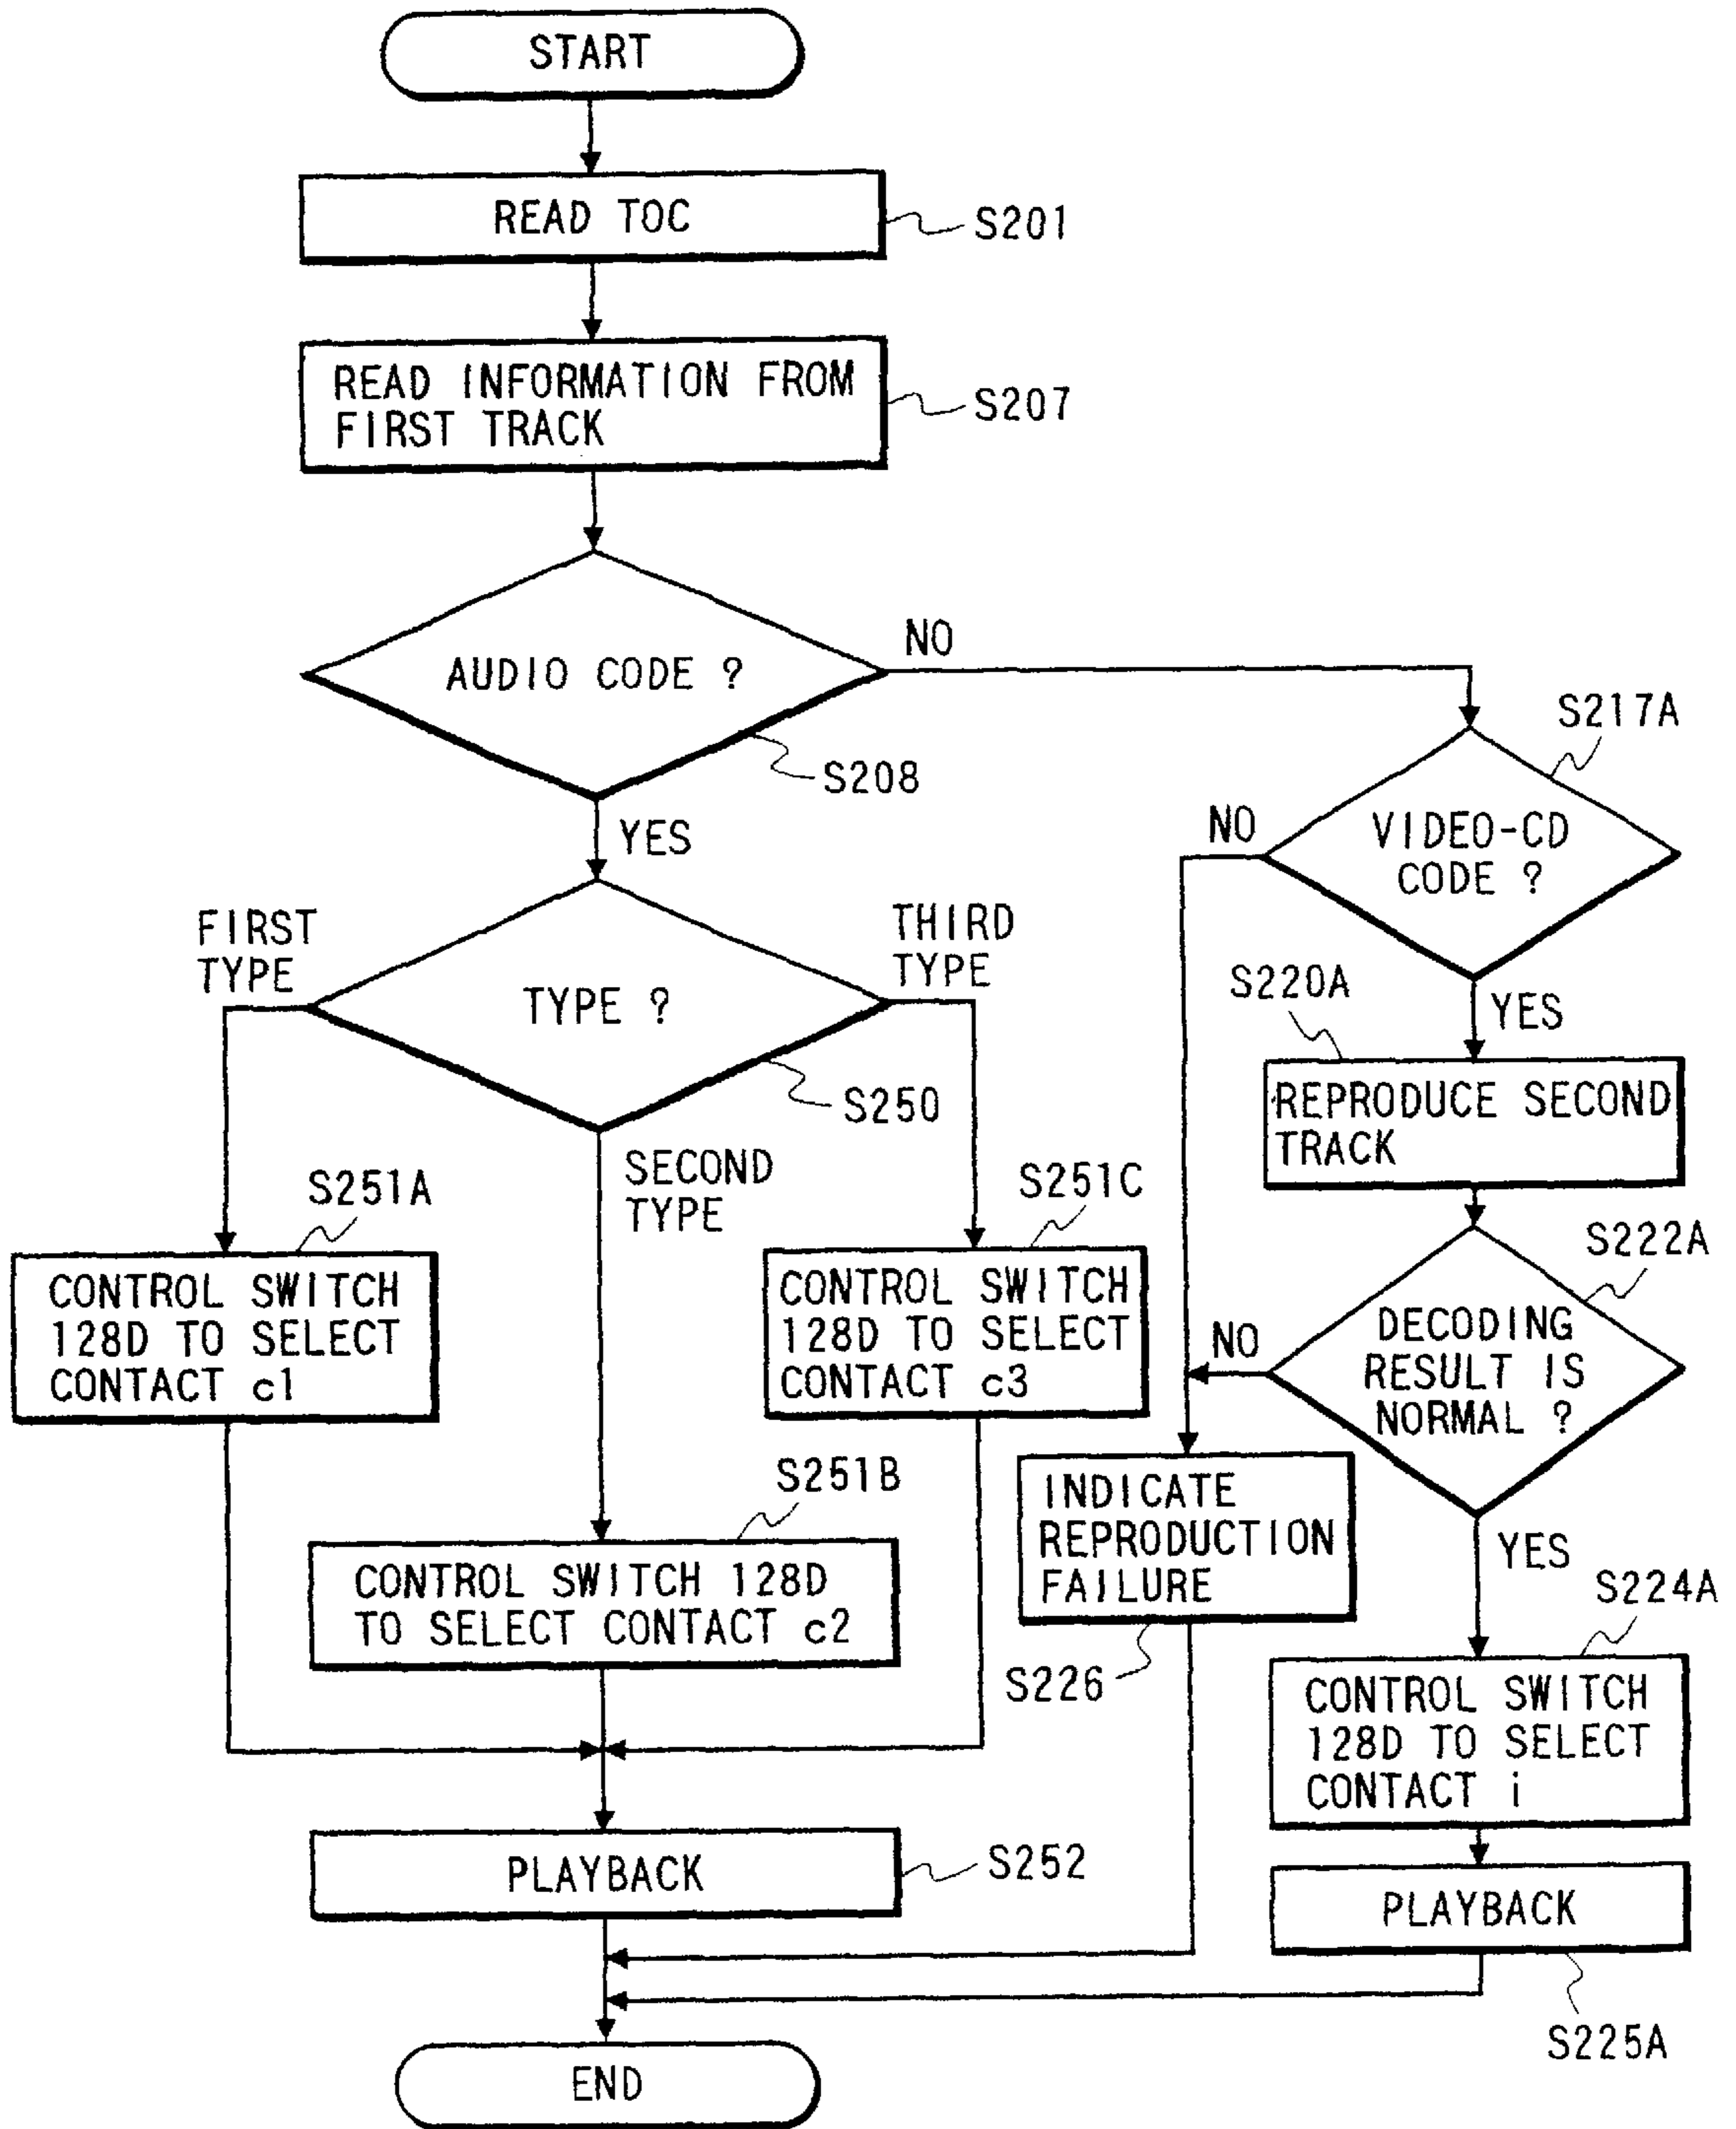 START
READ TOC
S201
READ INFORMATION FROM
FIRST TRACK
S207
AUDIO CODE ?
NO
S208
YES
S217A
VIDEO-CD
CODE ?
NO
YES
FIRST
TYPE
TYPE ?
THIRD
TYPE
S250
SECOND
TYPE
S220A
REPRODUCE SECOND
TRACK
S251A
CONTROL SWITCH
128D TO SELECT
CONTACT c1
S251C
CONTROL SWITCH
128D TO SELECT
CONTACT c3
S222A
DECODING
RESULT IS
NORMAL ?
NO
YES
S251B
CONTROL SWITCH 128D
TO SELECT CONTACT c2
INDICATE
REPRODUCTION
FAILURE
S226
S224A
CONTROL SWITCH
128D TO SELECT
CONTACT i
PLAYBACK
S252
PLAYBACK
S225A
END